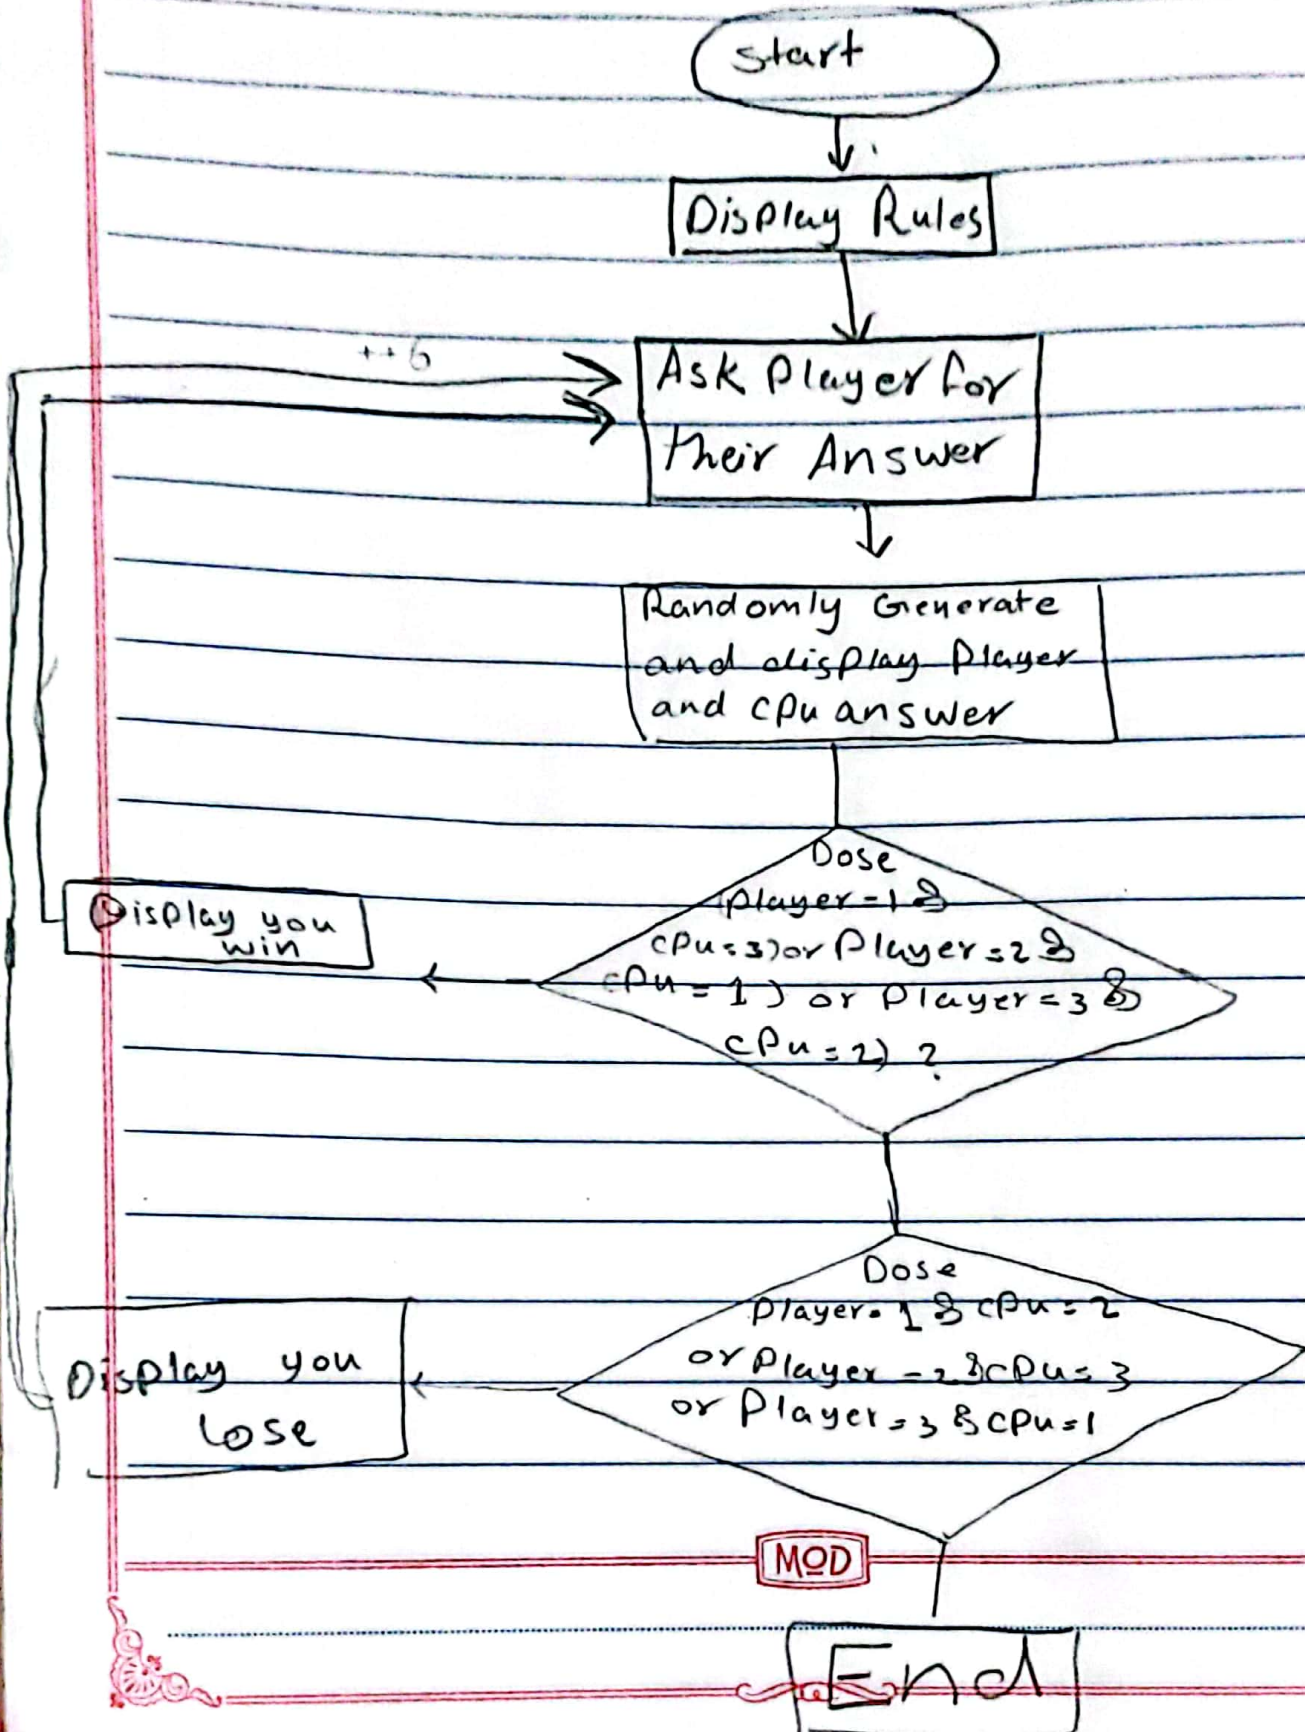 Start
Display Rules
++6
Ask Player for
their Answer
Randomly Generate
and display Player
and cpu answer
Dose
(player=1 &
cpu=3) or Player=2 &
cpu=1) or Player=3 &
cpu=2) ?
Display you
win
Dose
Player=1 & cpu=2
or Player=2 & cpu=3
or Player=3 & cpu=1
Display you
lose
MOD
End